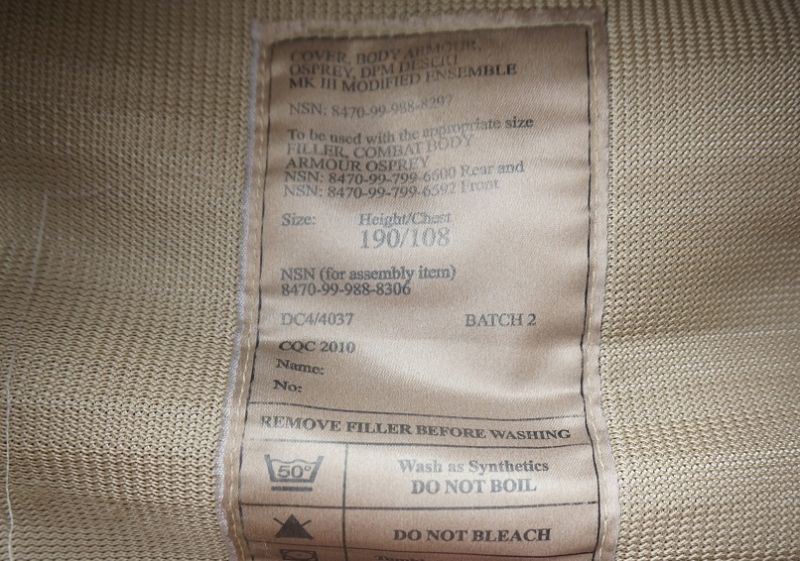 COVER, BODY ARMOUR,
OSPREY, DPM DESERT
MK III MODIFIED ENSEMBLE
NSN: 8470-99-988-8297
To be used with the appropriate size
FILLER, COMBAT BODY
ARMOUR OSPREY
NSN: 8470-99-799-6600 Rear and
NSN: 8470-99-799-6592 Front
Size: Height/Chest
190/108
NSN (for assembly item)
8470-99-988-8306
DC4/4037 BATCH 2
CQC 2010
Name:
No:
REMOVE FILLER BEFORE WASHING
50° Wash as Synthetics
DO NOT BOIL
DO NOT BLEACH